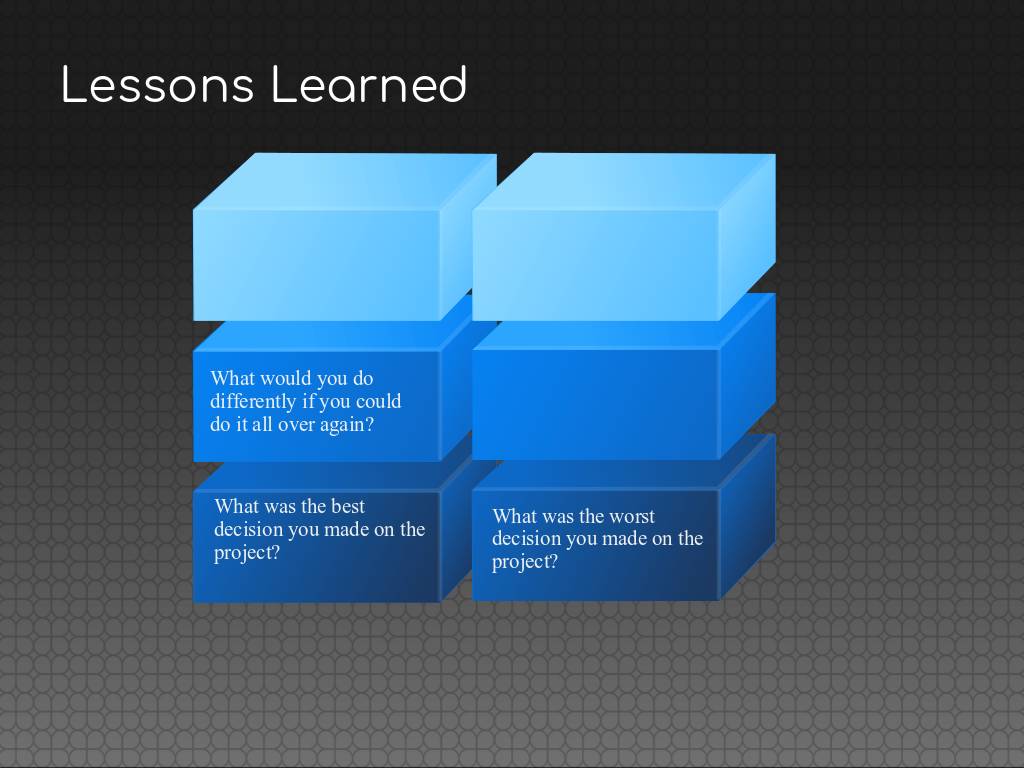 Lessons Learned
What would you do
differently if you could
do it all over again?
What was the best
decision you made on the
project?
What was the worst
decision you made on the
project?